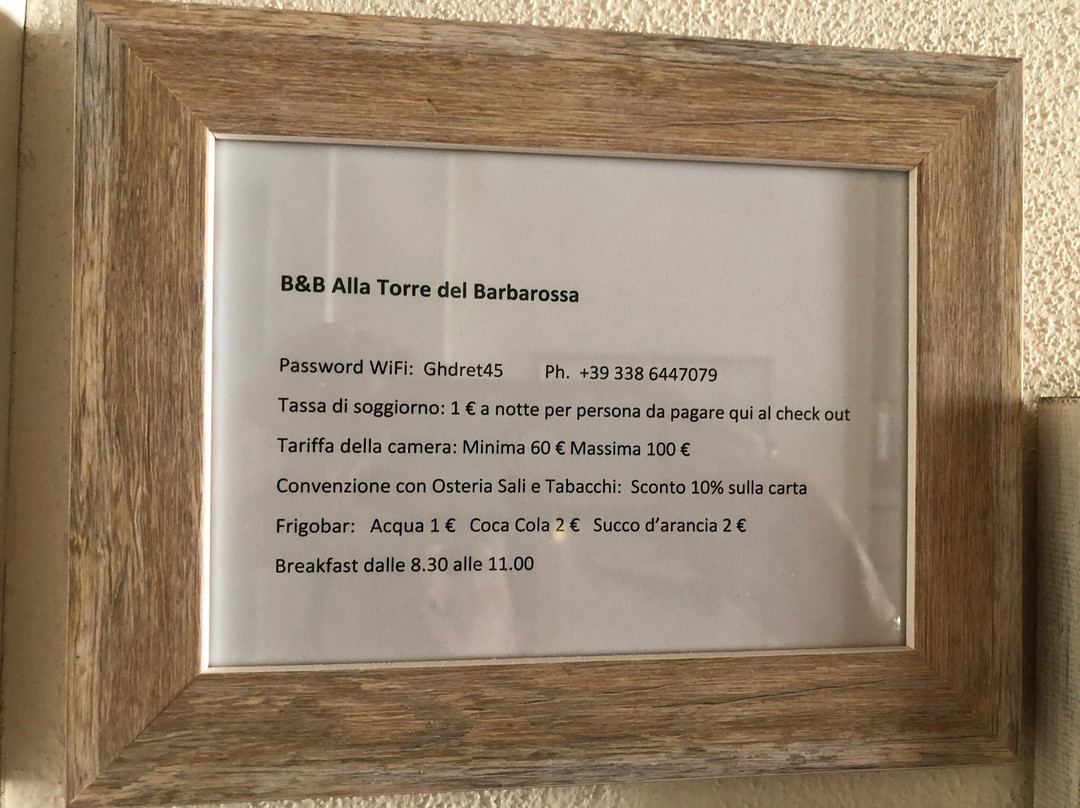 B&B Alla Torre del Barbarossa
Password WiFi: Ghdret45 Ph. +39 338 6447079
Tassa di soggiorno: 1 € a notte per persona da pagare qui al check out
Tariffa della camera: Minima 60 € Massima 100 €
Convenzione con Osteria Sali e Tabacchi: Sconto 10% sulla carta
Frigobar: Acqua 1 € Coca Cola 2 € Succo d'arancia 2 €
Breakfast dalle 8.30 alle 11.00